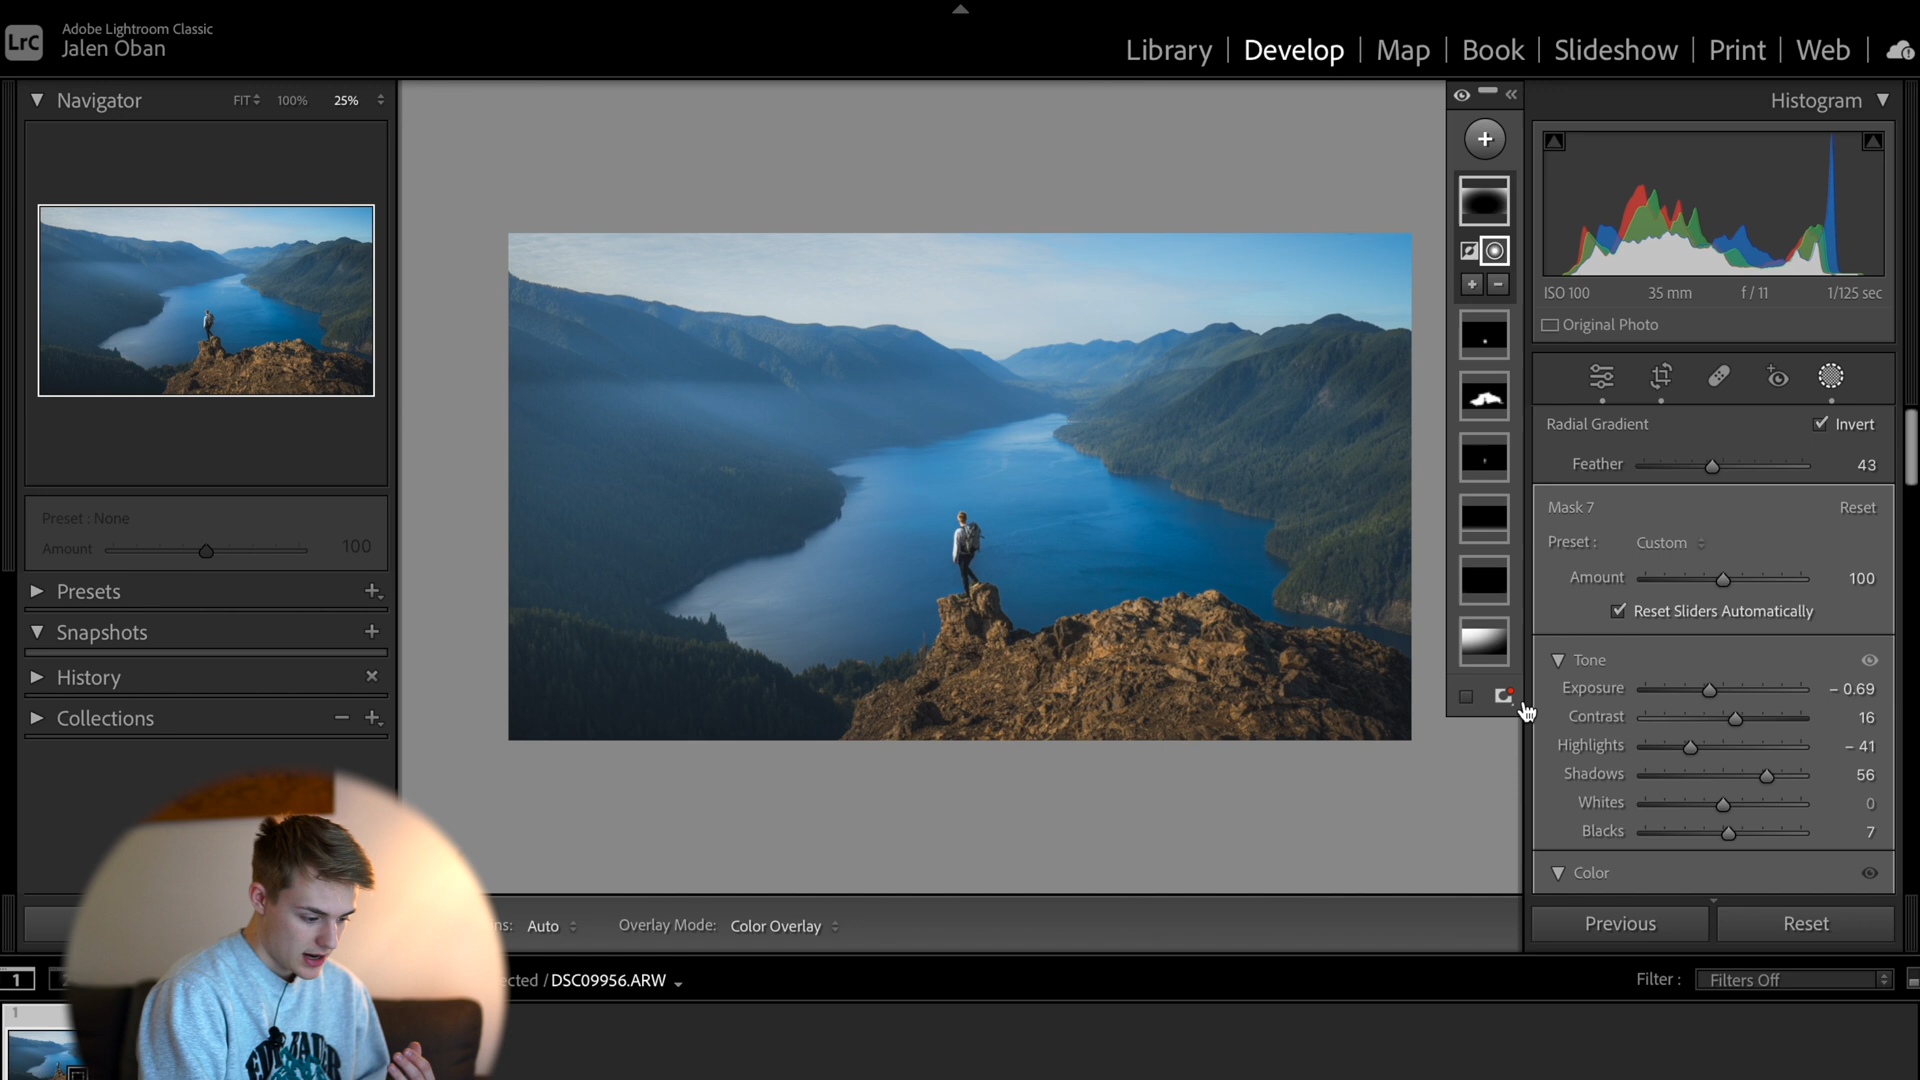 LrC
Adobe Lightroom Classic
Jalen Oban
Library | Develop | Map | Book | Slideshow | Print | Web |
Navigator
FIT 100% 25%
Preset : None
Amount 100
Presets
Snapshots
History
Collections
Histogram
ISO 100 35 mm f / 11 1/125 sec
Original Photo
Radial Gradient Invert
Feather 43
Mask 7 Reset
Preset : Custom
Amount 100
Reset Sliders Automatically
Tone
Exposure – 0.69
Contrast 16
Highlights – 41
Shadows 56
Whites 0
Blacks 7
Color
Previous Reset
Auto Overlay Mode: Color Overlay
1 2 ected / DSC09956.ARW Filter : Filters Off
1